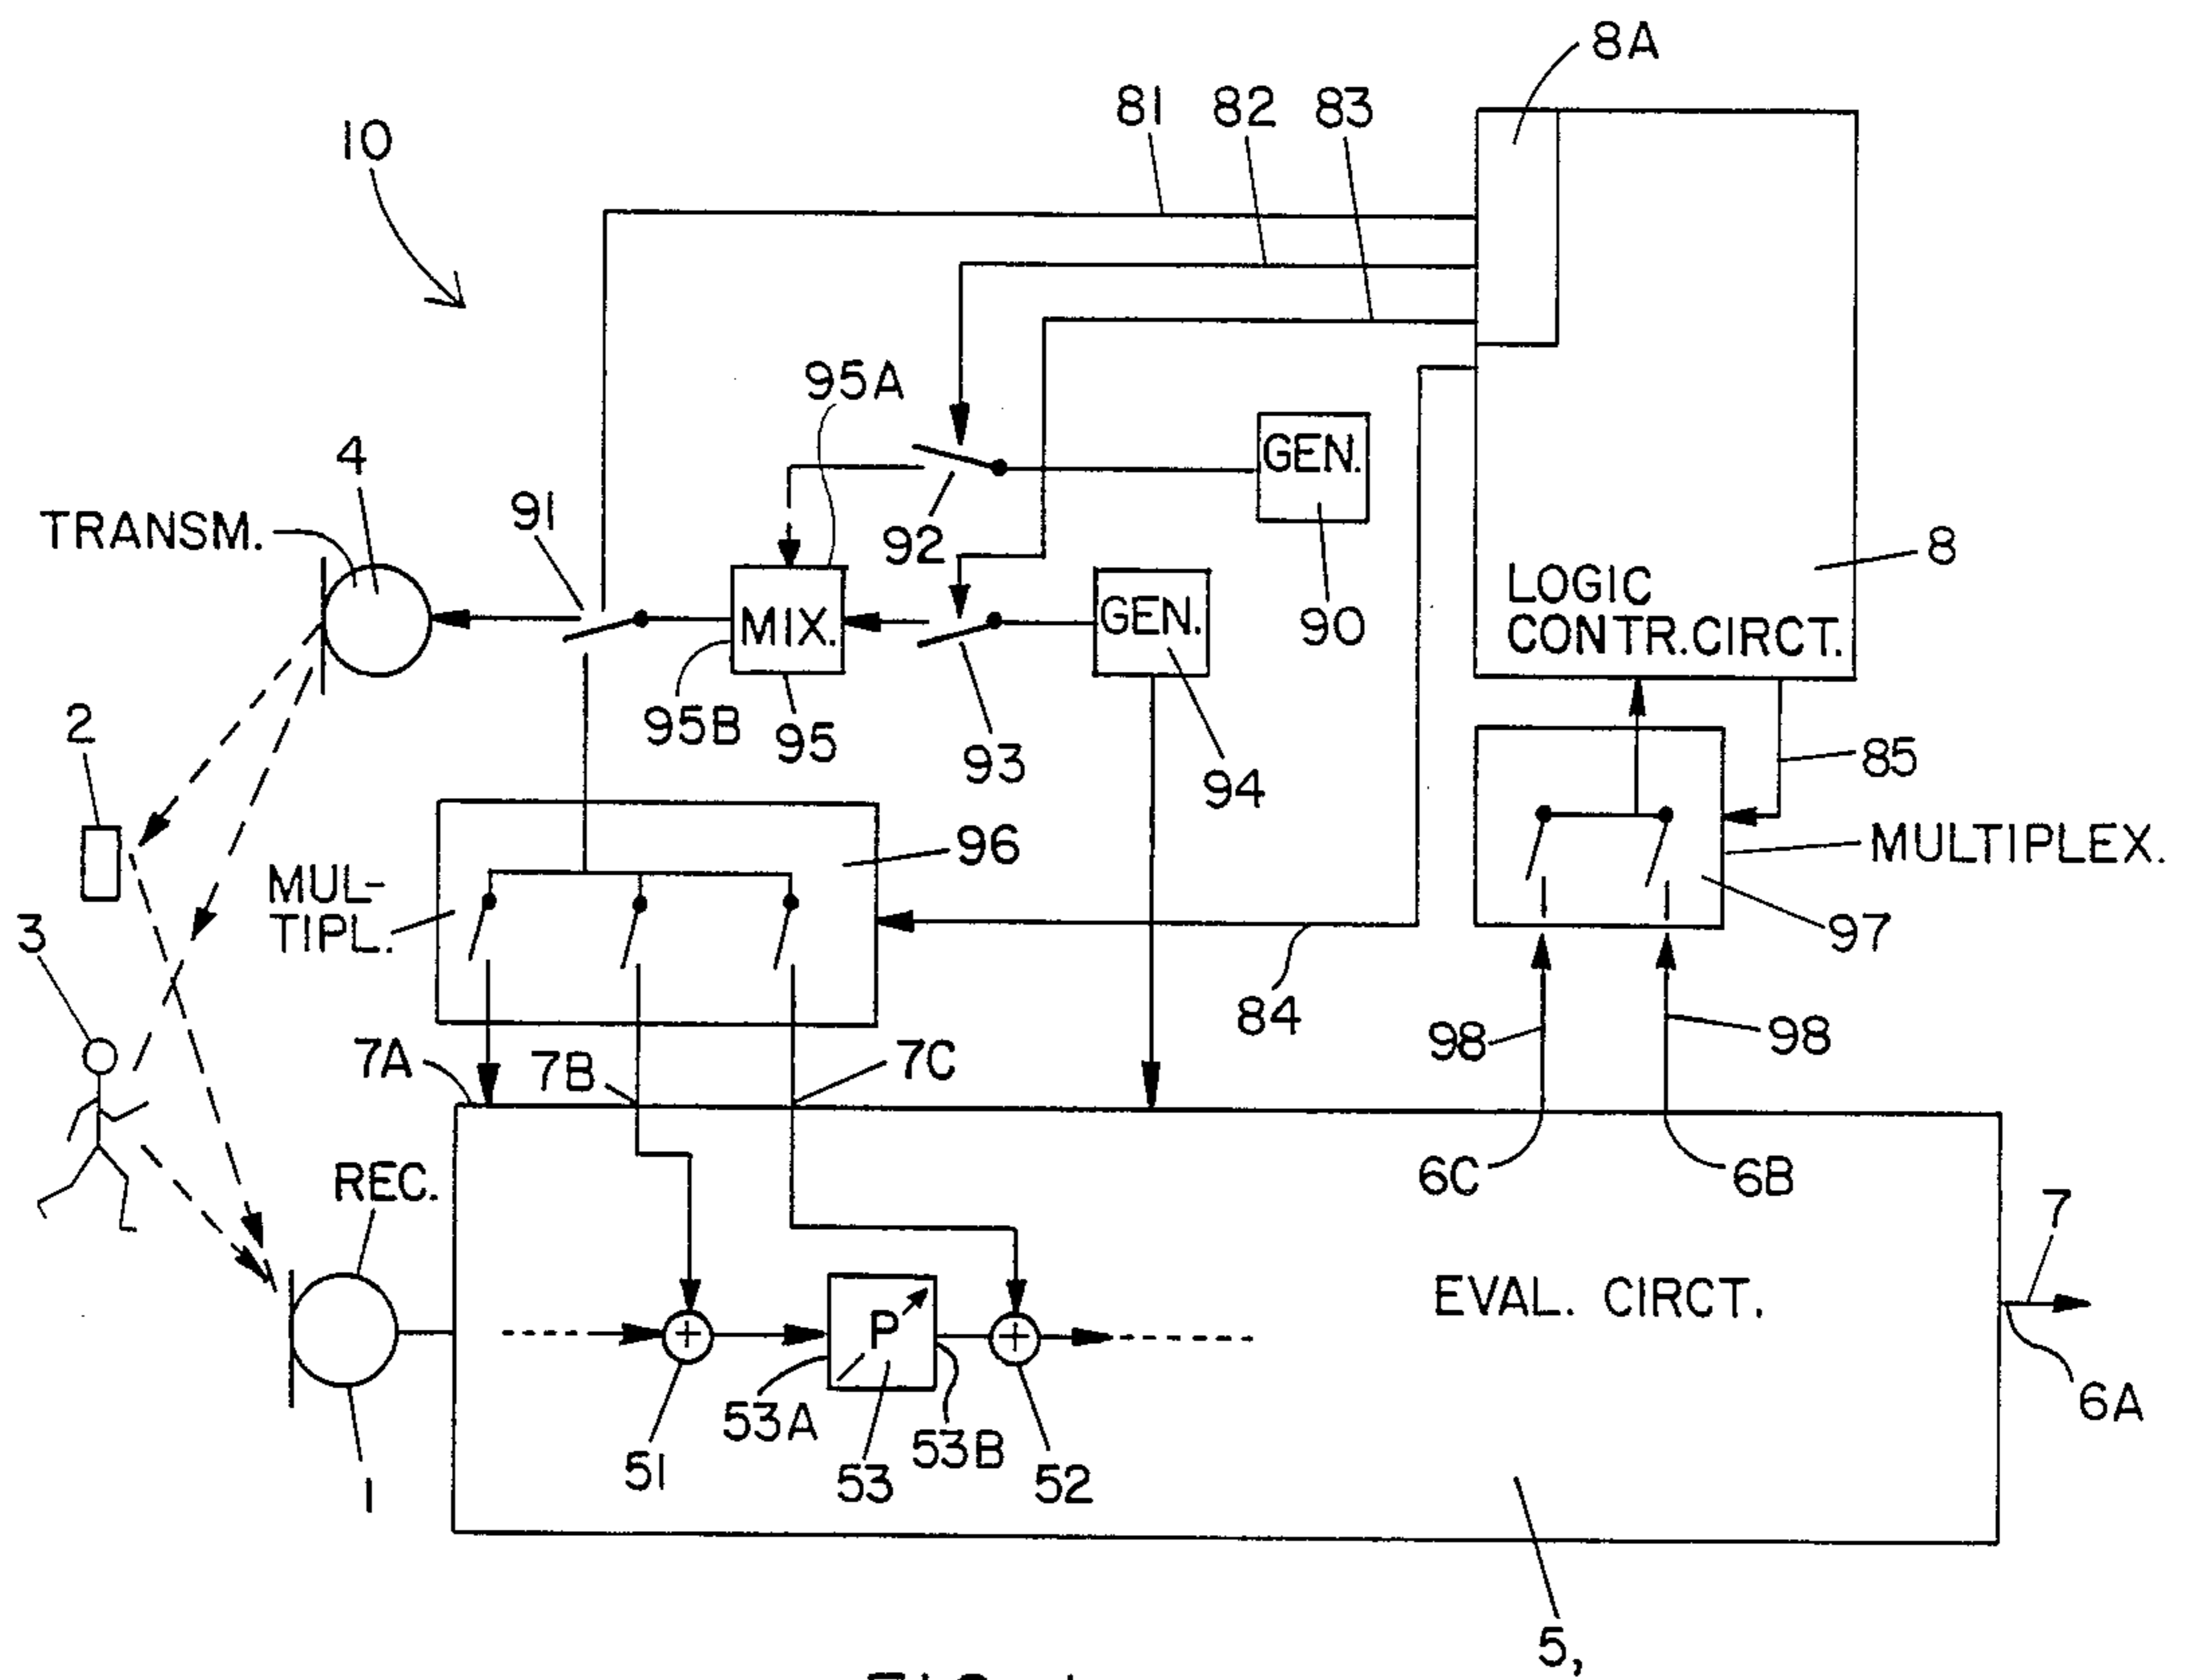 8A
81 82 83
10
95A
4
GEN.
91
TRANSM.
92
8
LOGIC
CONTR. CIRCT.
MIX.
GEN.
90
2
95B
95
93
94
85
96
MULTIPLEX.
MUL-
TIPL.
3
97
84
98
98
7A
7B
7C
REC.
6C
6B
7
EVAL. CIRCT.
P
53A
53B
6A
51
53
52
1
5,